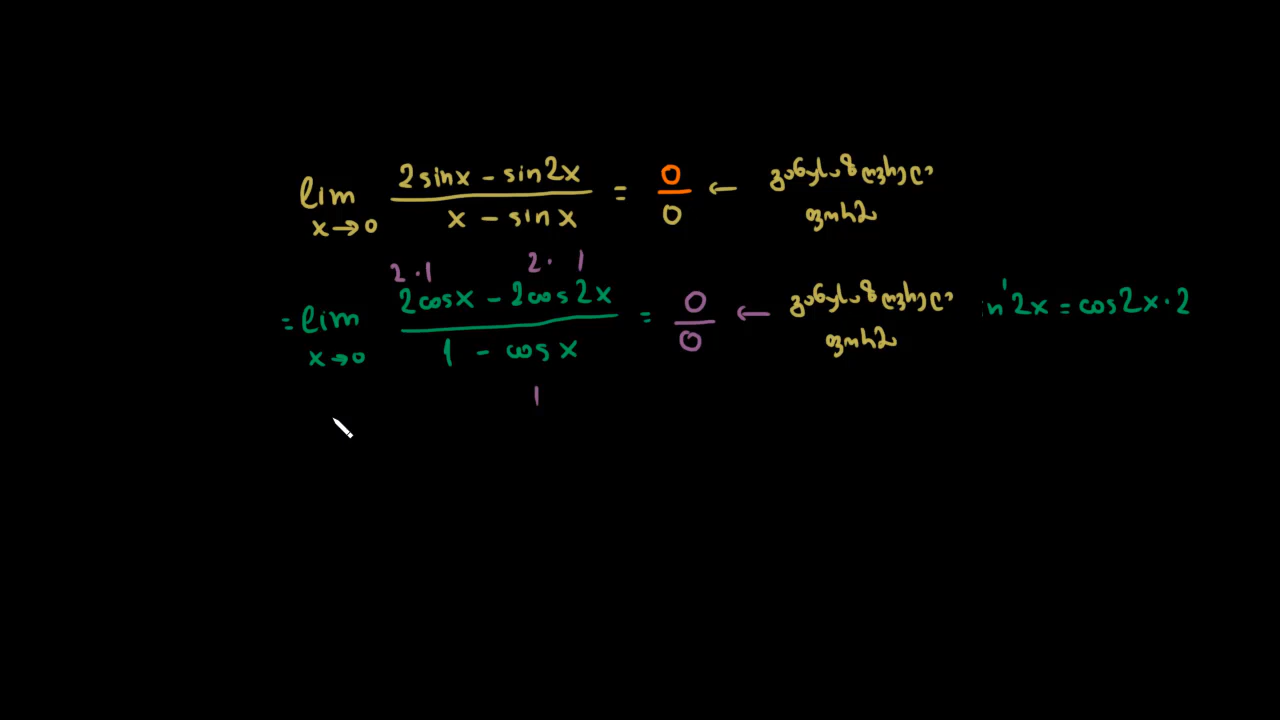 lim x→0 (2sinx - sin2x)/(x - sinx) = 0/0 ← განუსაზღვრელი
ფორმა
2·1 2· 1
= lim x→0 (2cosx - 2cos2x)/(1 - cosx) = 0/0 ← განუსაზღვრელი n'2x = cos2x·2
ფორმა
1